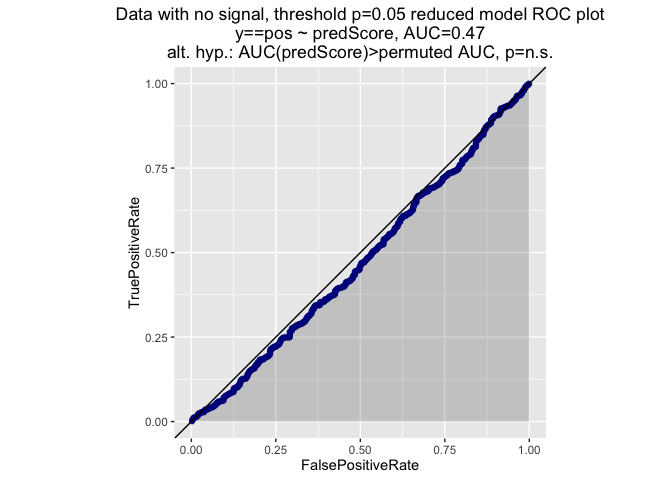 Data with no signal, threshold p=0.05 reduced model ROC plot
y==pos ~ predScore, AUC=0.47
alt. hyp.: AUC(predScore)>permuted AUC, p=n.s.
1.00
0.75
0.50
0.25
0.00
TruePositiveRate
0.00 0.25 0.50 0.75 1.00
FalsePositiveRate